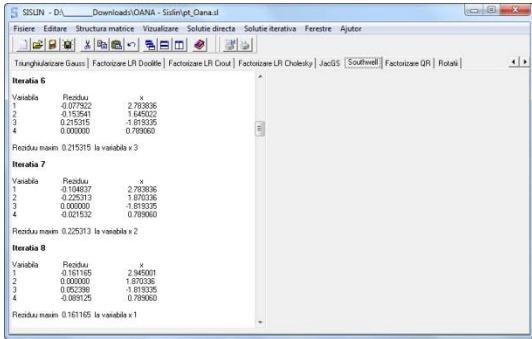 SISLIN - D:\_____Downloads\OANA - Sislin\pt_Oana.sl
Fisiere Editare Structura matrice Vizualizare Solutie directa Solutie iterativa Ferestre Ajutor
Triunghiularizare Gauss Factorizare LR Doolitle Factorizare LR Crout Factorizare LR Cholesky JacGS Southwell Factorizare QR Rotatii
Iteratia 6
Variabila Reziduu x
1 -0.077922 2.783836
2 -0.153541 1.645022
3 0.215315 -1.819335
4 0.000000 0.789060
Reziduu maxim 0.215315 la variabila x 3
Iteratia 7
Variabila Reziduu x
1 -0.104837 2.783836
2 -0.225313 1.870336
3 0.000000 -1.819335
4 -0.021532 0.789060
Reziduu maxim 0.225313 la variabila x 2
Iteratia 8
Variabila Reziduu x
1 -0.161165 2.945001
2 0.000000 1.870336
3 0.052398 -1.819335
4 -0.089125 0.789060
Reziduu maxim 0.161165 la variabila x 1